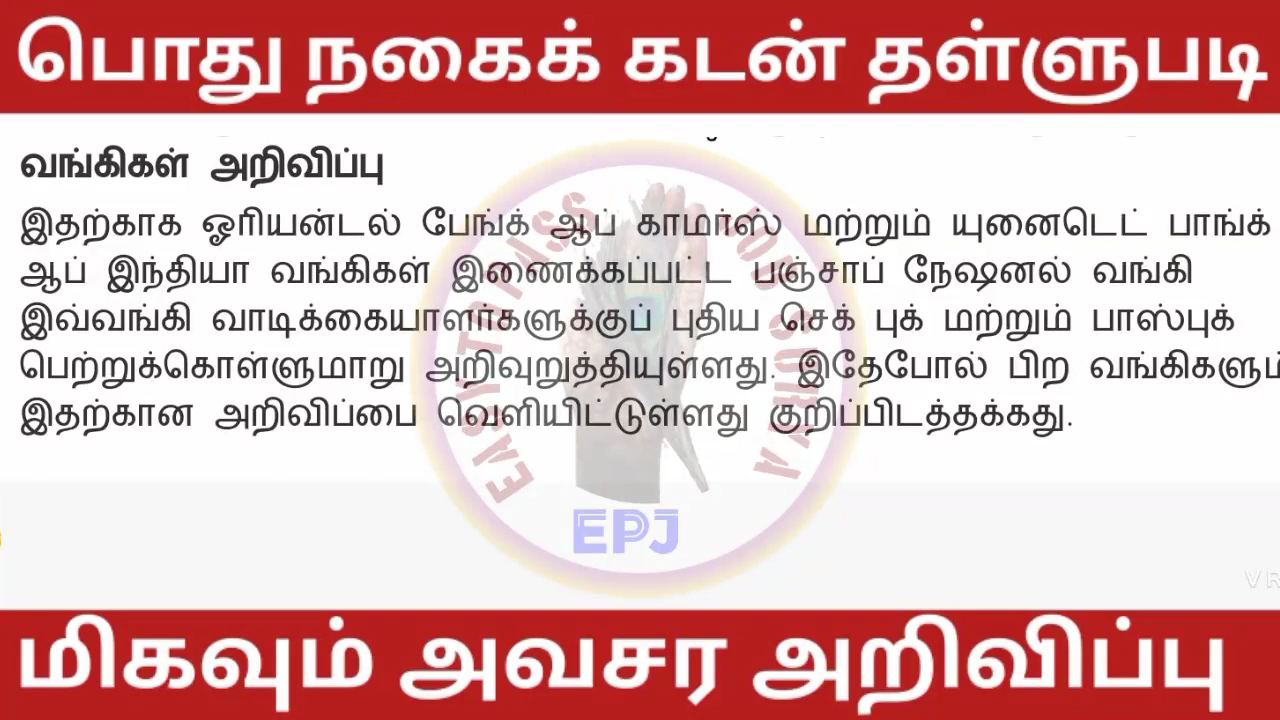 பொது நகைக் கடன் தள்ளுபடி
வங்கிகள் அறிவிப்பு
இதற்காக ஓரியன்டல் பேங்க் ஆப் காமர்ஸ் மற்றும் யுனைடெட் பாங்க்
ஆப் இந்தியா வங்கிகள் இணைக்கப்பட்ட பஞ்சாப் நேஷனல் வங்கி
இவ்வங்கி வாடிக்கையாளர்களுக்குப் புதிய செக் புக் மற்றும் பாஸ்புக்
பெற்றுக்கொள்ளுமாறு அறிவுறுத்தியுள்ளது. இதேபோல் பிற வங்கிகளும்
இதற்கான அறிவிப்பை வெளியிட்டுள்ளது குறிப்பிடத்தக்கது.
EPJ
மிகவும் அவசர அறிவிப்பு